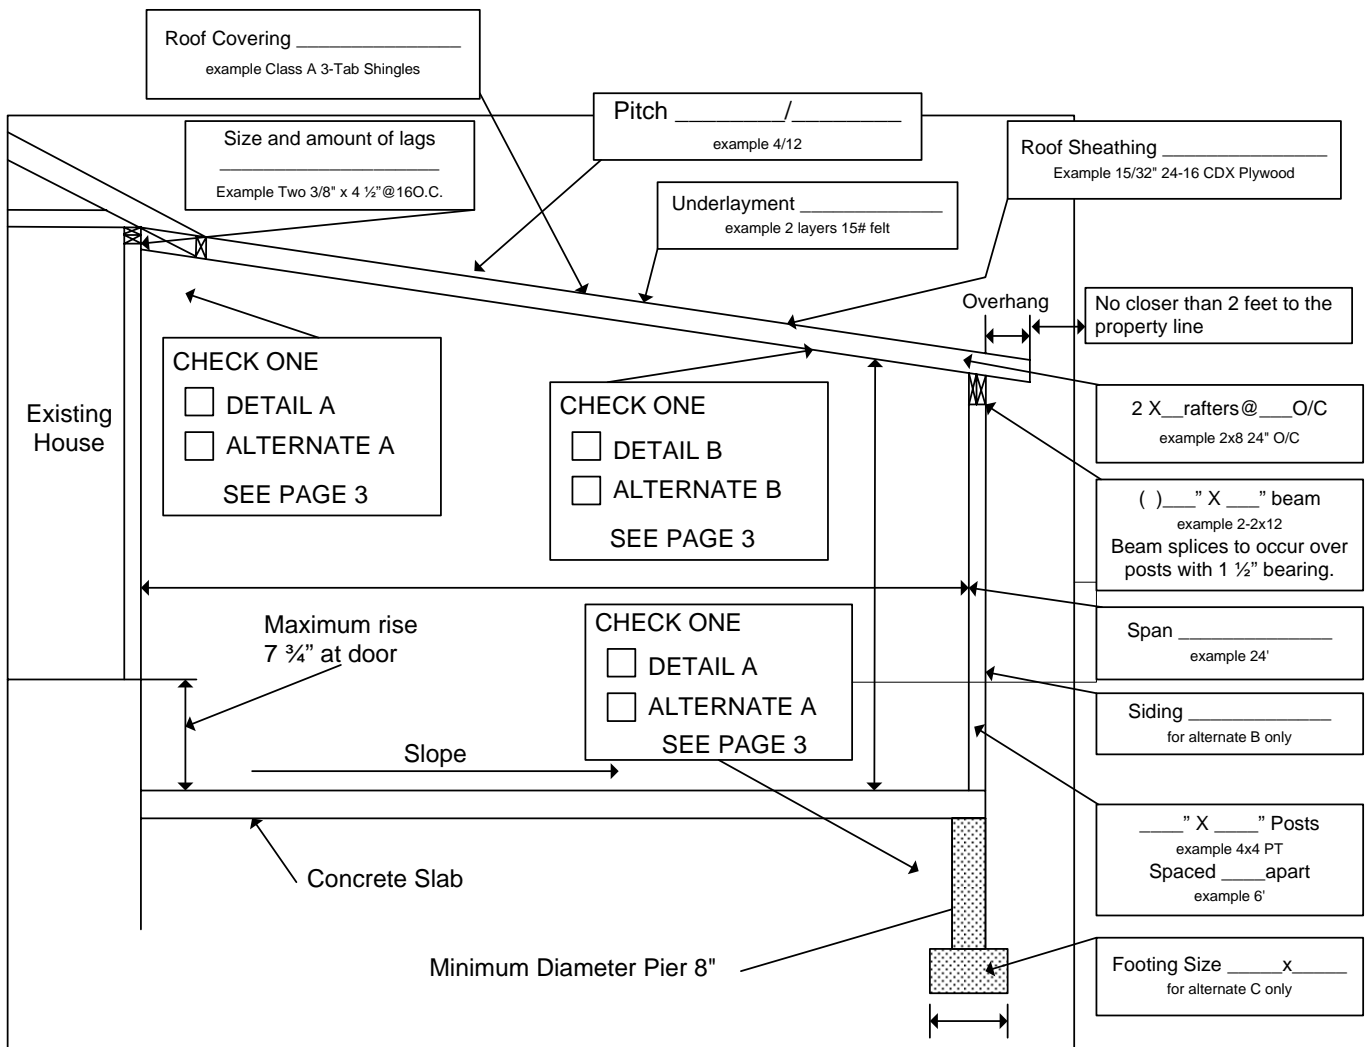 Roof Covering _______________
example Class A 3-Tab Shingles
Pitch ________/________
example 4/12
Size and amount of lags
____________________
Example Two 3/8" x 4 ½"@16O.C.
Roof Sheathing _______________
Example 15/32" 24-16 CDX Plywood
Underlayment _____________
example 2 layers 15# felt
Overhang
No closer than 2 feet to the
property line
CHECK ONE
DETAIL A
ALTERNATE A
SEE PAGE 3
Existing
House
CHECK ONE
DETAIL B
ALTERNATE B
SEE PAGE 3
2 X__rafters@___O/C
example 2x8 24" O/C
( )___” X ___” beam
example 2-2x12
Beam splices to occur over
posts with 1 ½” bearing.
Maximum rise
7 ¾” at door
CHECK ONE
DETAIL A
ALTERNATE A
SEE PAGE 3
Span ______________
example 24'
Siding _____________
for alternate B only
Slope
____” X ____” Posts
example 4x4 PT
Spaced ____apart
example 6'
Concrete Slab
Minimum Diameter Pier 8"
Footing Size _____x_____
for alternate C only